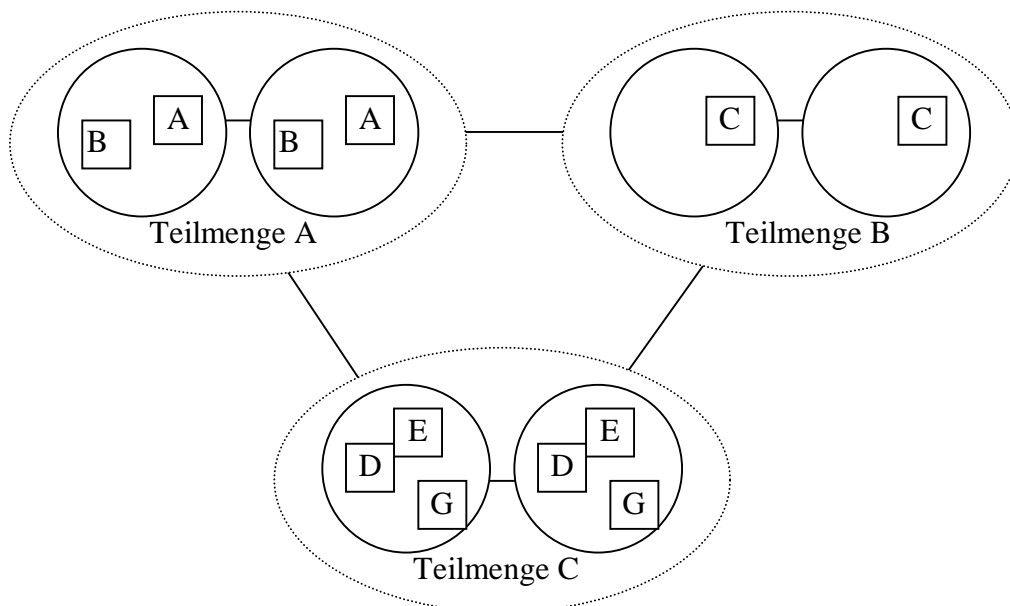 A A C C
B B
Teilmenge A Teilmenge B
E E
D D
G G
Teilmenge C